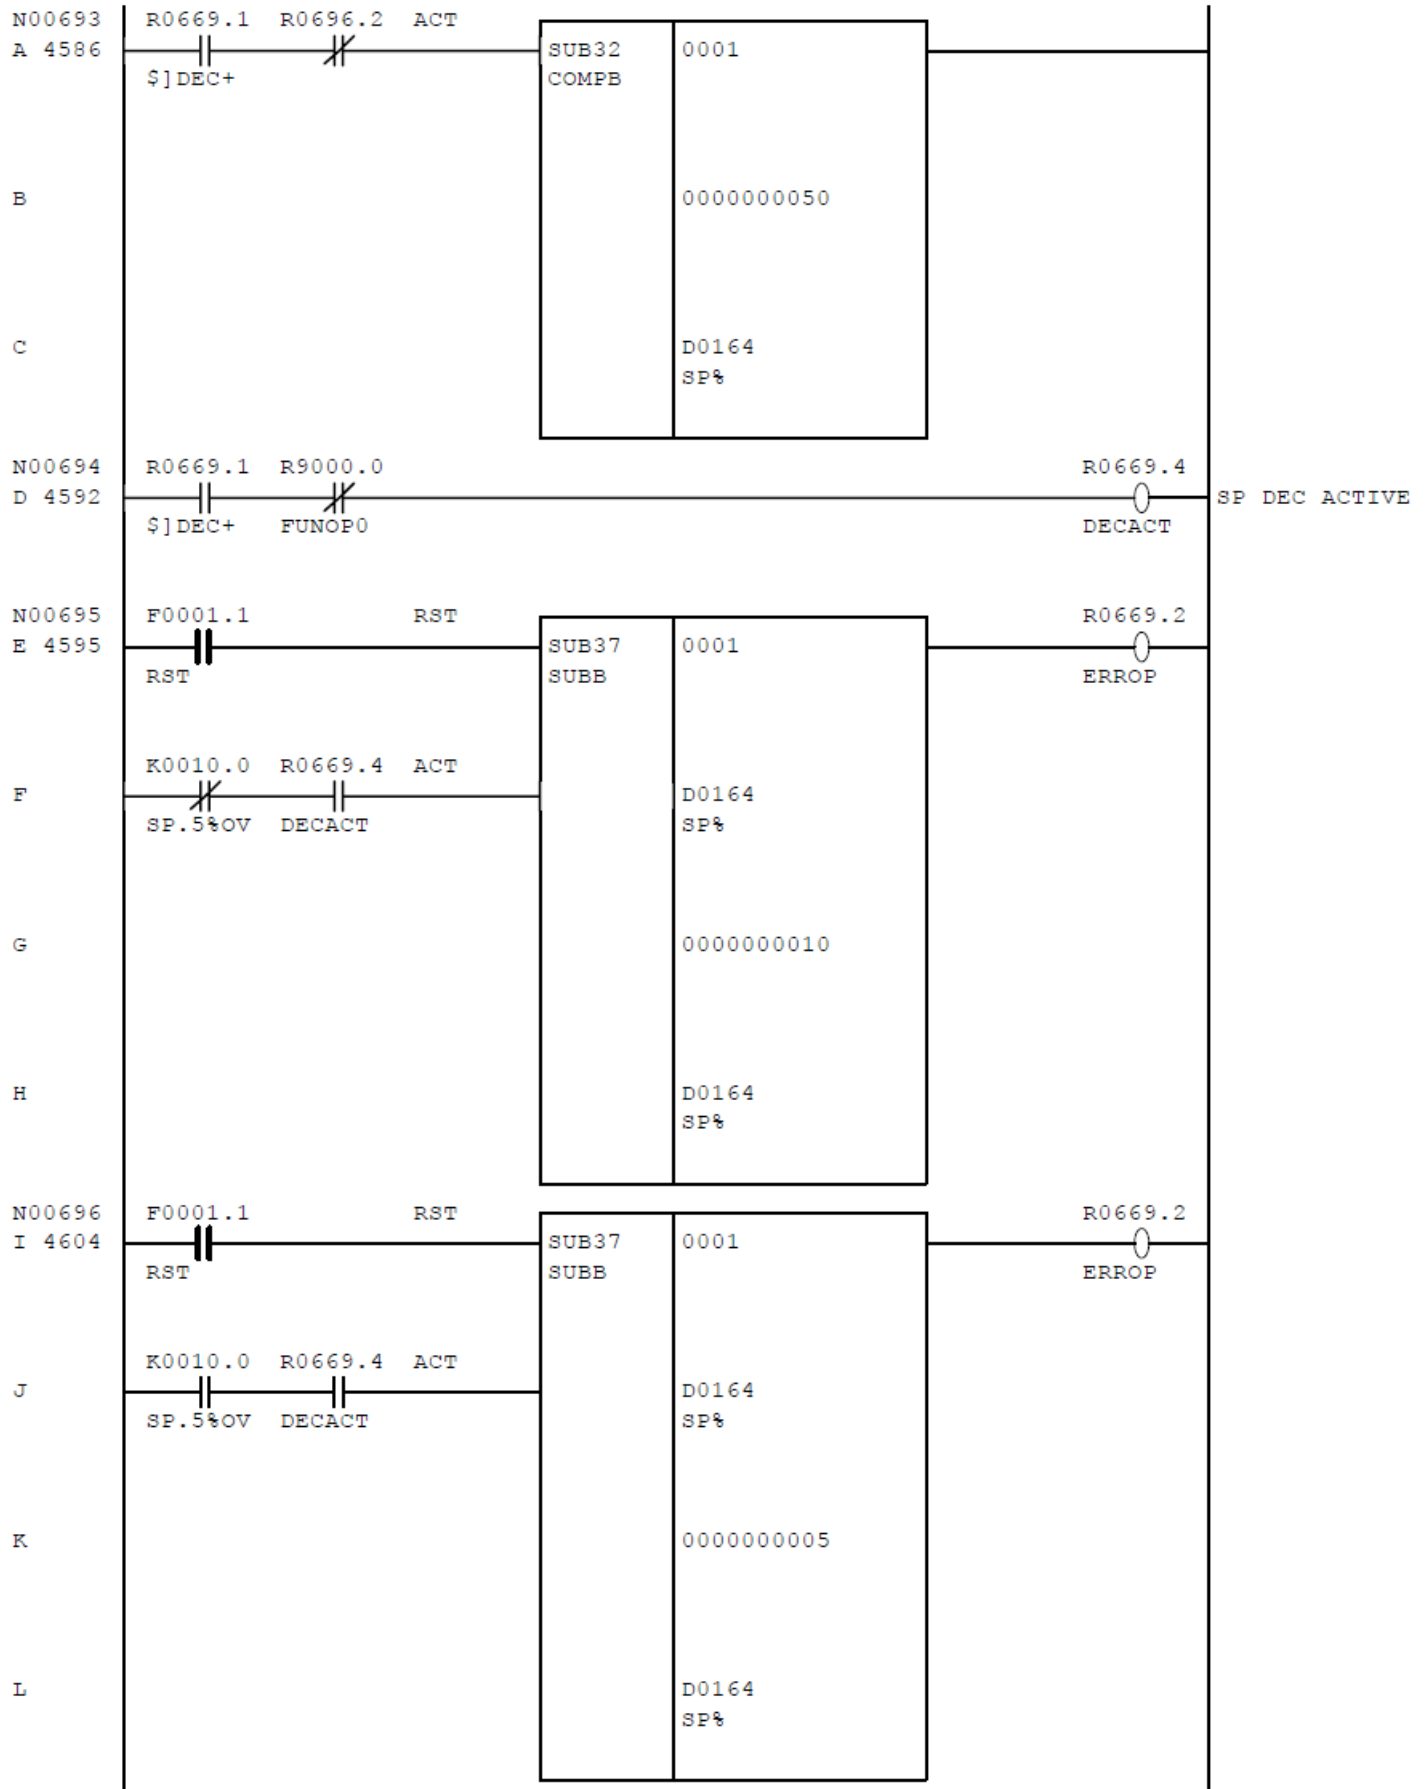 N00693 R0669.1 R0696.2 ACT
A 4586 SUB32 0001
$]DEC+ COMPB
B 0000000050
C D0164
SP%
N00694 R0669.1 R9000.0 R0669.4
D 4592 SP DEC ACTIVE
$]DEC+ FUNOP0 DECACT
N00695 F0001.1 RST R0669.2
E 4595 SUB37 0001
RST SUBB ERROP
K0010.0 R0669.4 ACT
F D0164
SP.5%OV DECACT SP%
G 0000000010
H D0164
SP%
N00696 F0001.1 RST R0669.2
I 4604 SUB37 0001
RST SUBB ERROP
K0010.0 R0669.4 ACT
J D0164
SP.5%OV DECACT SP%
K 0000000005
L D0164
SP%